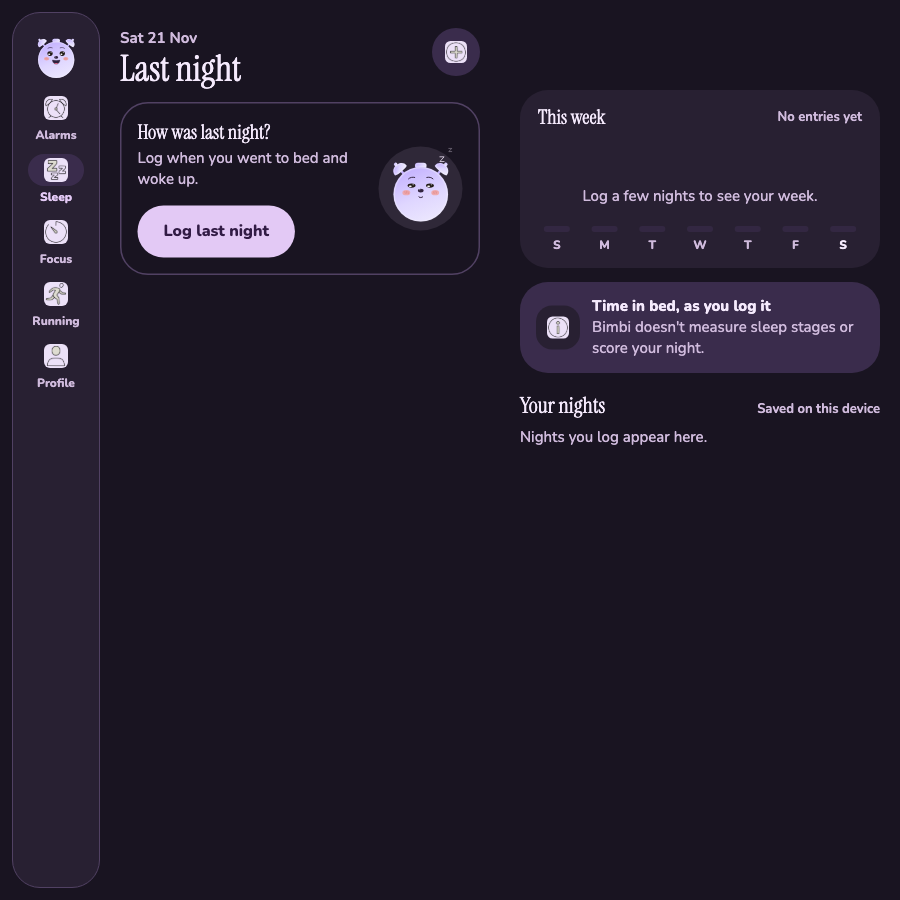 Alarms
Sleep
Focus
Running
Profile
Sat 21 Nov
Last night
How was last night?
Log when you went to bed and
woke up.
Log last night
z
z
This week
No entries yet
Log a few nights to see your week.
S M T W T F S
Time in bed, as you log it
Bimbi doesn't measure sleep stages or
score your night.
Your nights
Saved on this device
Nights you log appear here.